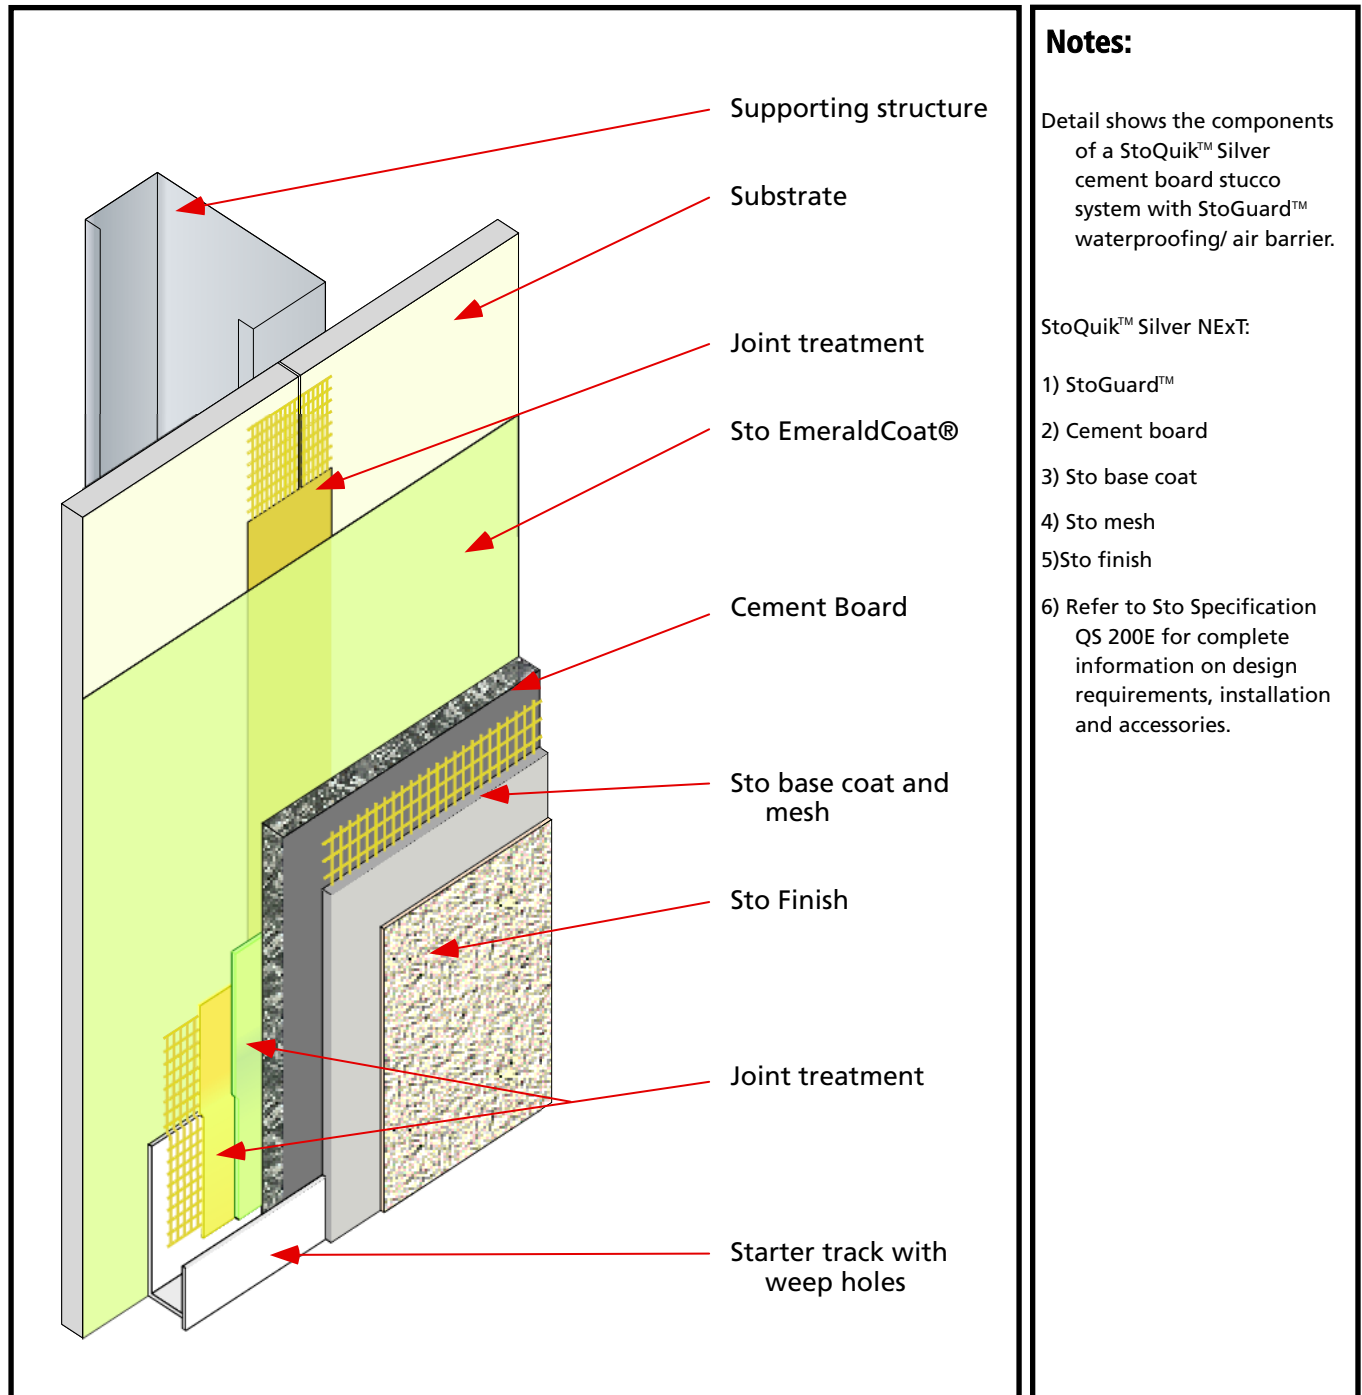 Supporting structure
Substrate
Joint treatment
Sto EmeraldCoat®
Cement Board
Sto base coat and
mesh
Sto Finish
Joint treatment
Starter track with
weep holes
Notes:
Detail shows the components
of a StoQuik™ Silver
cement board stucco
system with StoGuard™
waterproofing/ air barrier.
StoQuik™ Silver NExT:
1) StoGuard™
2) Cement board
3) Sto base coat
4) Sto mesh
5)Sto finish
6) Refer to Sto Specification
QS 200E for complete
information on design
requirements, installation
and accessories.